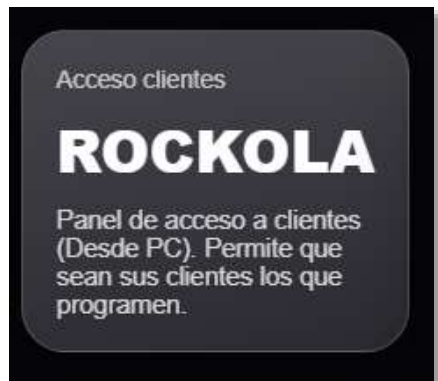 Acceso clientes
ROCKOLA
Panel de acceso a clientes
(Desde PC). Permite que
sean sus clientes los que
programen.